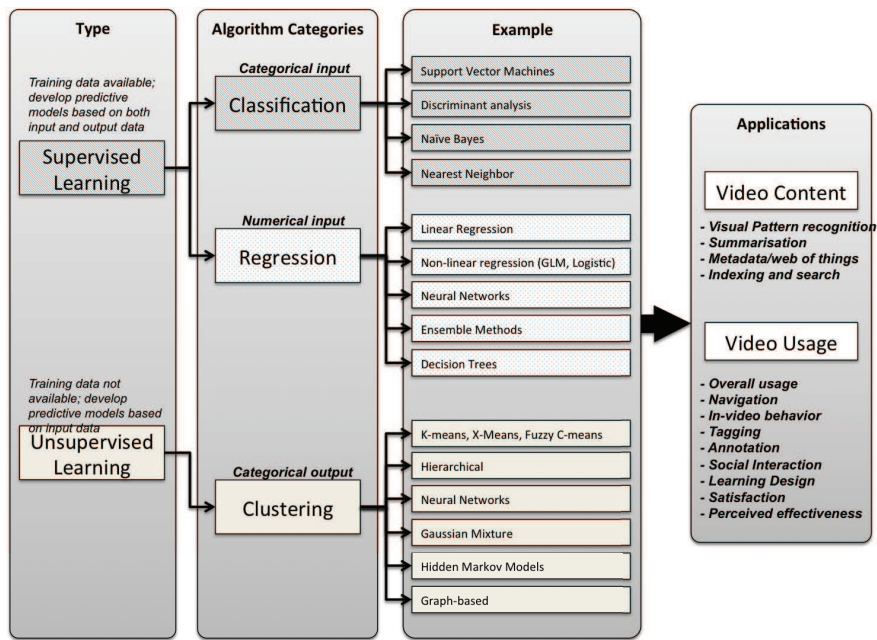 Type
Training data available;
develop predictive
models based on both
input and output data
Supervised
Learning
Training data not
available; develop
predictive models based
on input data
Unsupervised
Learning
Algorithm Categories
Categorical input
Classification
Numerical input
Regression
Categorical output
Clustering
Example
Support Vector Machines
Discriminant analysis
Naïve Bayes
Nearest Neighbor
Linear Regression
Non-linear regression (GLM, Logistic)
Neural Networks
Ensemble Methods
Decision Trees
K-means, X-Means, Fuzzy C-means
Hierarchical
Neural Networks
Gaussian Mixture
Hidden Markov Models
Graph-based
Applications
Video Content
- Visual Pattern recognition
- Summarisation
- Metadata/web of things
- Indexing and search
Video Usage
- Overall usage
- Navigation
- In-video behavior
- Tagging
- Annotation
- Social Interaction
- Learning Design
- Satisfaction
- Perceived effectiveness